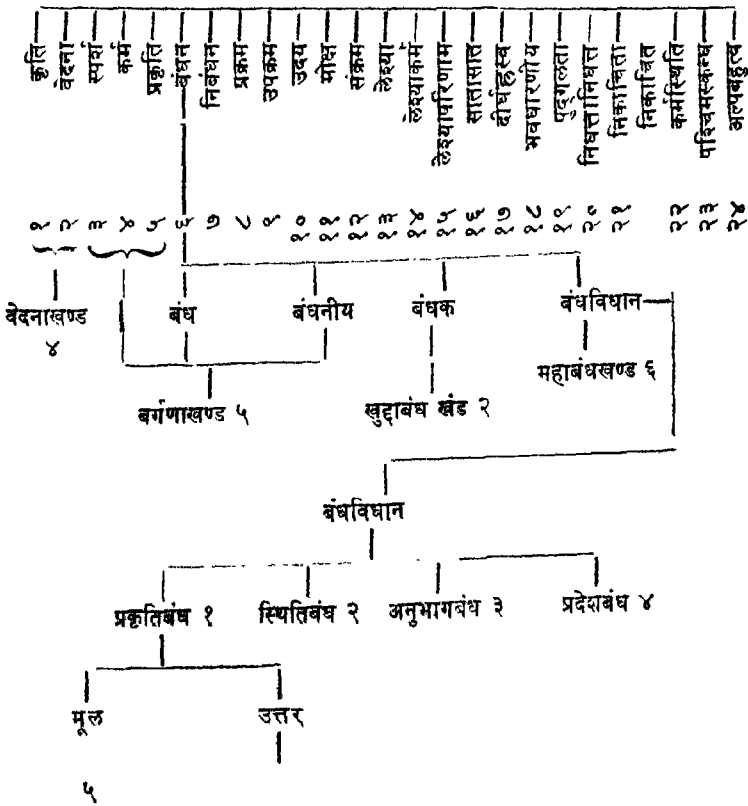 कृति
वेदना
स्पर्श
कर्म
प्रकृति
बंधन
निबंधन
प्रक्रम
उपक्रम
उदय
मोक्ष
संक्रम
लेश्या
लेश्याकर्म
लेश्यापरिणाम
सातासात
दीर्घह्रस्व
भवधारणीय
पुद्गलता
निधत्तानिधत्त
निकाचिता
निकाचित
कर्मस्थिति
पश्चिमस्कन्ध
अल्पबहुत्व
१ २ ३ ४ ५ ६ ७ ८ ९ १० ११ १२ १३ १४ १५ १६ १७ १८ १९ २० २१ २२ २३ २४
वेदनाखण्ड बंध बंधनीय बंधक बंधविधान
४
महाबंधखण्ड ६
बर्गणाखण्ड ५ खुद्दाबंध खंड २
बंधविधान
प्रकृतिबंध १ स्थितिबंध २ अनुभागबंध ३ प्रदेशबंध ४
मूल उत्तर
५